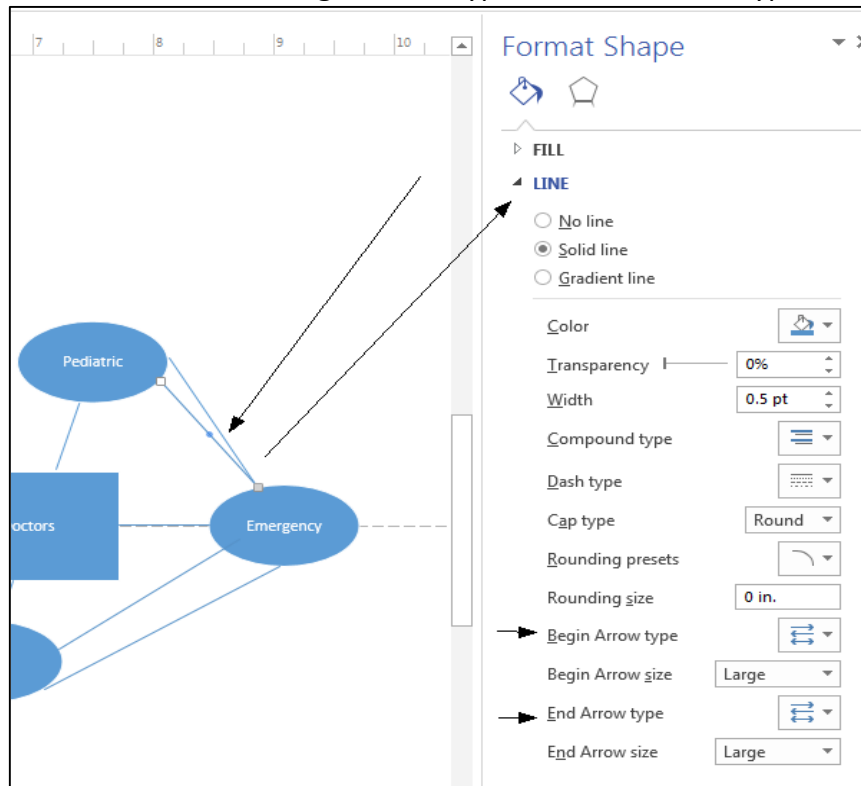 7 8 9 10
Format Shape
FILL
LINE
No line
Solid line
Gradient line
Color
Transparency 0%
Width 0.5 pt
Compound type
Dash type
Cap type Round
Rounding presets
Rounding size 0 in.
Begin Arrow type
Begin Arrow size Large
End Arrow type
End Arrow size Large
Pediatric
octors
Emergency